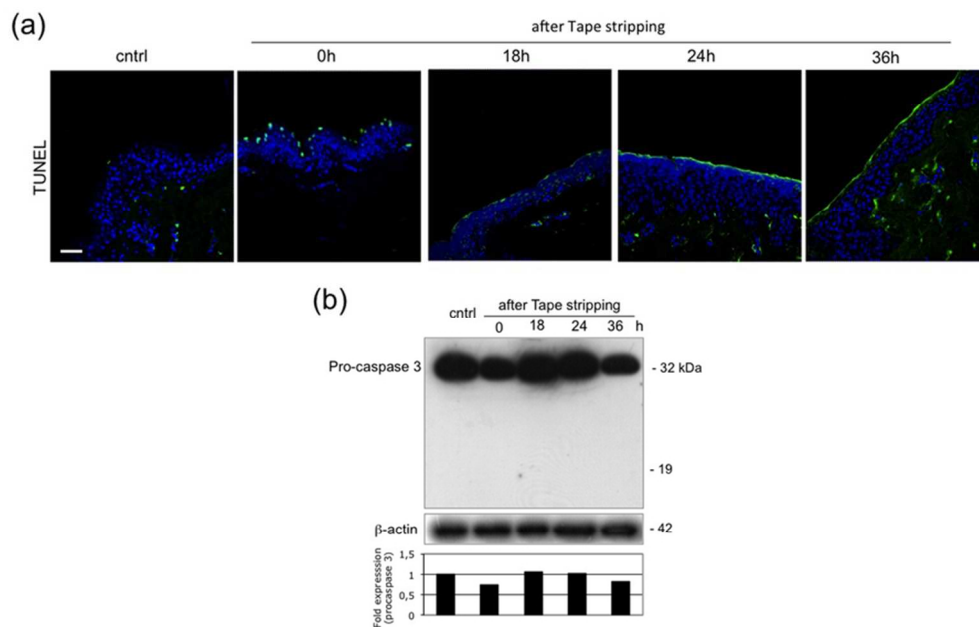 (a)
after Tape stripping
cntrl 0h 18h 24h 36h
TUNEL
(b)
cntrl after Tape stripping
0 18 24 36 h
Pro-caspase 3 - 32 kDa
- 19
β-actin - 42
Fold expresssion
(procaspase 3)
1,5
1
0,5
0